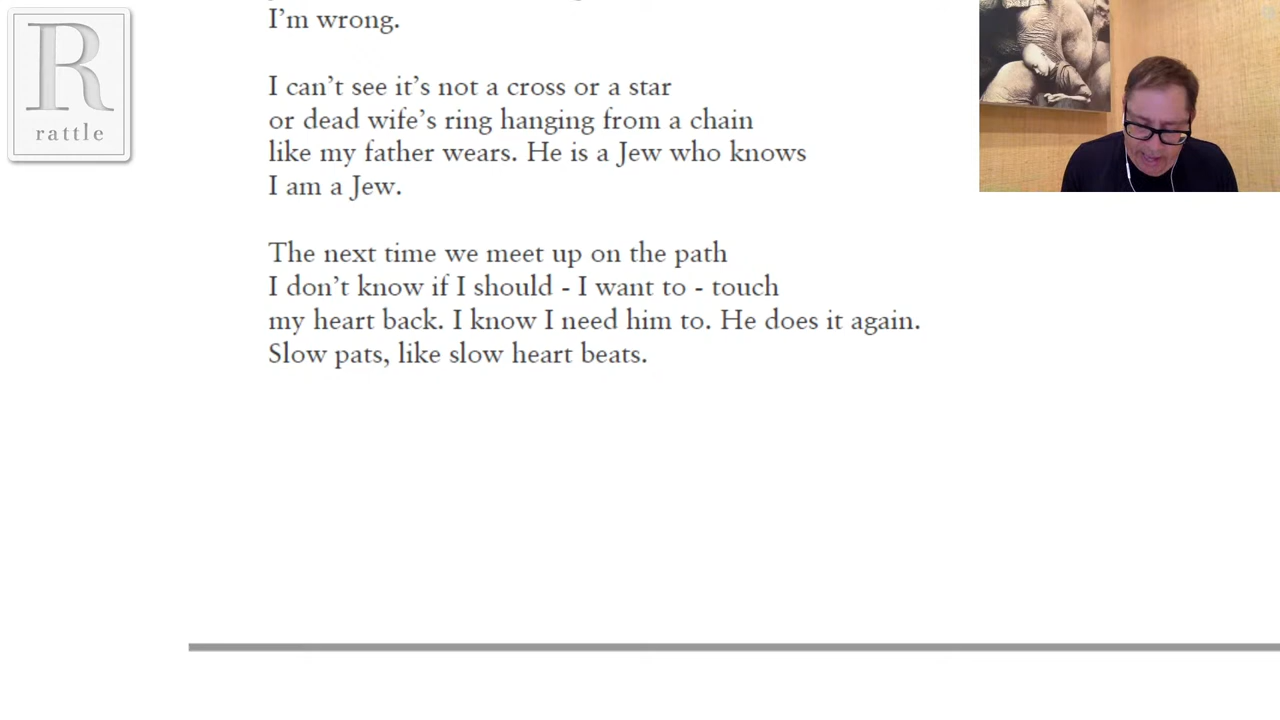 R
rattle
I'm wrong.
I can't see it's not a cross or a star
or dead wife's ring hanging from a chain
like my father wears. He is a Jew who knows
I am a Jew.
The next time we meet up on the path
I don't know if I should - I want to - touch
my heart back. I know I need him to. He does it again.
Slow pats, like slow heart beats.